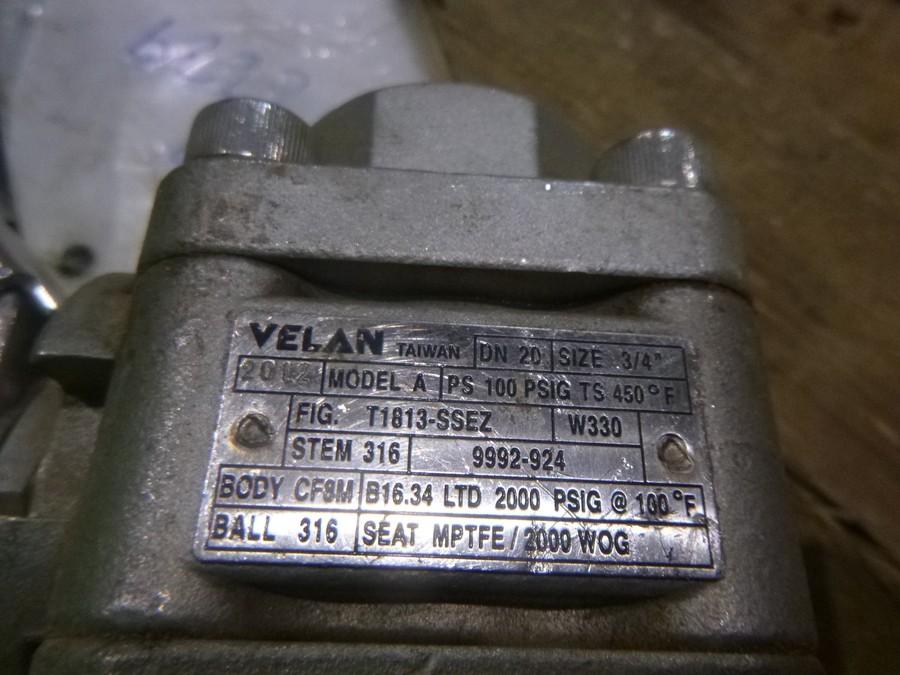 VELAN TAIWAN DN 20 SIZE 3/4"
MODEL A PS 100 PSIG TS 450°F
FIG. T1813-SSEZ W330
STEM 316 9992-924
BODY CF8M B16.34 LTD 2000 PSIG @ 100°F
BALL 316 SEAT MPTFE / 2000 WOG